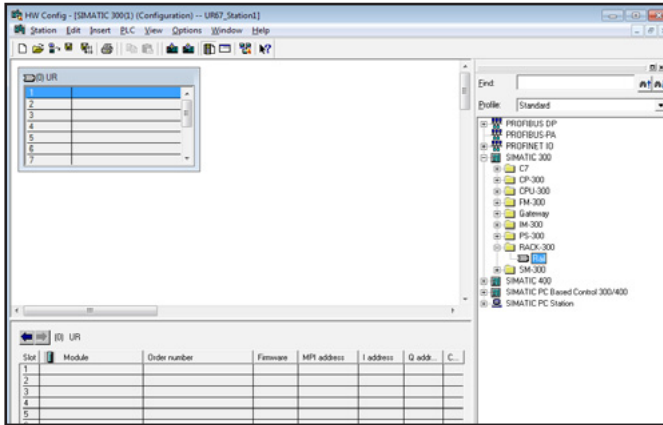 HW Config - [SIMATIC 300(1) (Configuration) -- UR67_Station1]
Station Edit Insert PLC View Options Window Help
(0) UR
1
2
3
4
5
6
7
Find:
Profile: Standard
PROFIBUS DP
PROFIBUS-PA
PROFINET IO
SIMATIC 300
C7
CP-300
CPU-300
FM-300
Gateway
IM-300
PS-300
RACK-300
Rail
SM-300
SIMATIC 400
SIMATIC PC Based Control 300/400
SIMATIC PC Station
(0) UR
Slot Module Order number Firmware MPI address I address Q addr... C...
1
2
3
4
5